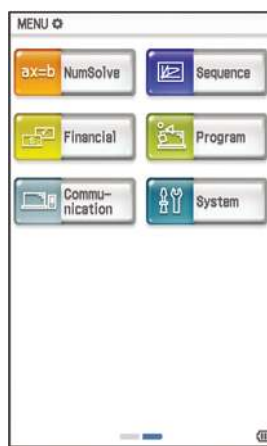 MENU
ax=b NumSolve
Sequence
Financial
Program
Commu-
nication
System